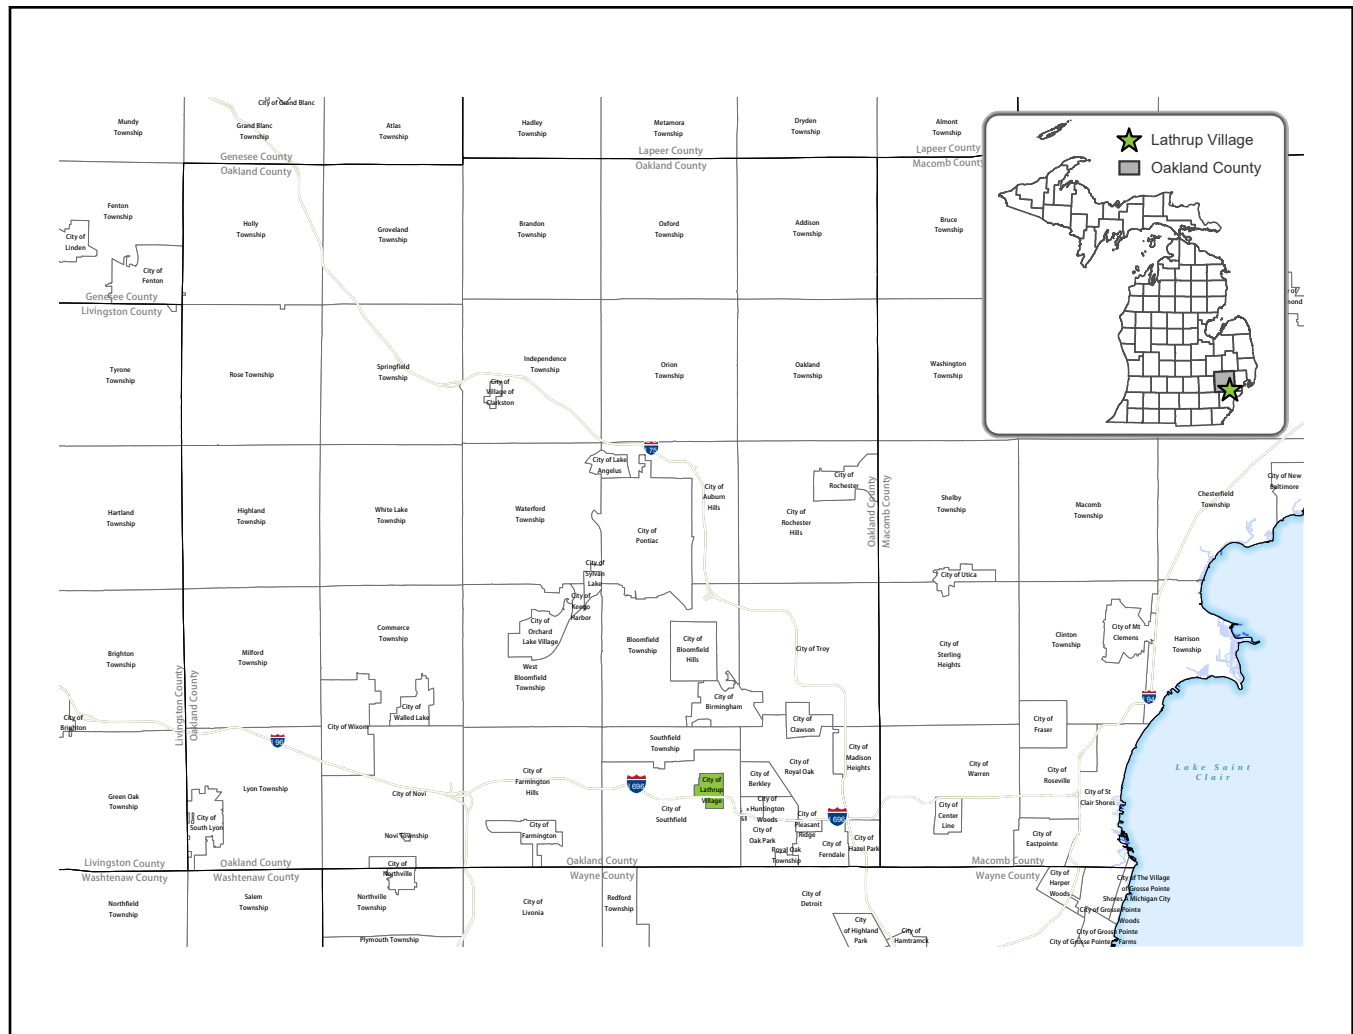 City of Grand Blanc
Mundy
Township
Grand Blanc
Township
Atlas
Township
Hadley
Township
Metamora
Township
Dryden
Township
Almont
Township
Genesee County
Oakland County
Lapeer County
Oakland County
Lapeer County
Macomb County
Lathrup Village
Oakland County
Fenton
Township
City of
Linden
City of
Fenton
Holly
Township
Groveland
Township
Brandon
Township
Oxford
Township
Addison
Township
Bruce
Township
Genesee County
Livingston County
Tyrone
Township
Rose Township
Springfield
Township
Independence
Township
City of
Village of
Clarkston
Orion
Township
Oakland
Township
Washington
Township
75
City of Lake
Angelus
City of
Auburn
Hills
City of
Rochester
City of New
Baltimore
Hartland
Township
Highland
Township
White Lake
Township
Waterford
Township
City of
Pontiac
City of
Rochester
Hills
Oakland County
Macomb County
Shelby
Township
Macomb
Township
Chesterfield
Township
City of
Sylvan
Lake
City of
Keego
Harbor
City of Utica
Brighton
Township
Milford
Township
Commerce
Township
City of
Orchard
Lake Village
West
Bloomfield
Township
Bloomfield
Township
City of
Bloomfield
Hills
City of Troy
City of
Sterling
Heights
Clinton
Township
City of Mt
Clemens
Harrison
Township
Livingston County
Oakland County
City of
Brighton
96
City of Wixom
City of
Walled Lake
City of
Birmingham
City of
Clawson
94
City of
Fraser
Southfield
Township
City of
Royal Oak
City of
Madison
Heights
City of
Warren
City of
Roseville
Lake Saint
Clair
Green Oak
Township
City of
South Lyon
Lyon Township
City of Novi
Novi Township
City of
Farmington
Hills
City of
Farmington
696
City of
Lathrup
Village
City of
Southfield
City of
Berkley
City of
Huntington
Woods
City of
Oak Park
City of
Pleasant
Ridge
696
Royal Oak
Township
City of
Ferndale
City of
Hazel Park
City of
Center
Line
City of St
Clair Shores
City of
Eastpointe
Livingston County
Washtenaw County
Oakland County
Washtenaw County
City of
Northville
Oakland County
Wayne County
Macomb County
Wayne County
Northfield
Township
Salem
Township
Northville
Township
Plymouth Township
City of
Livonia
Redford
Township
City of
Detroit
City
of Highland
Park
City of
Hamtramck
City of
Harper
Woods
City of The Village
of Grosse Pointe
Shores A Michigan City
City of Grosse Pointe
Woods
City of Grosse Pointe
City of Grosse Pointe Farms